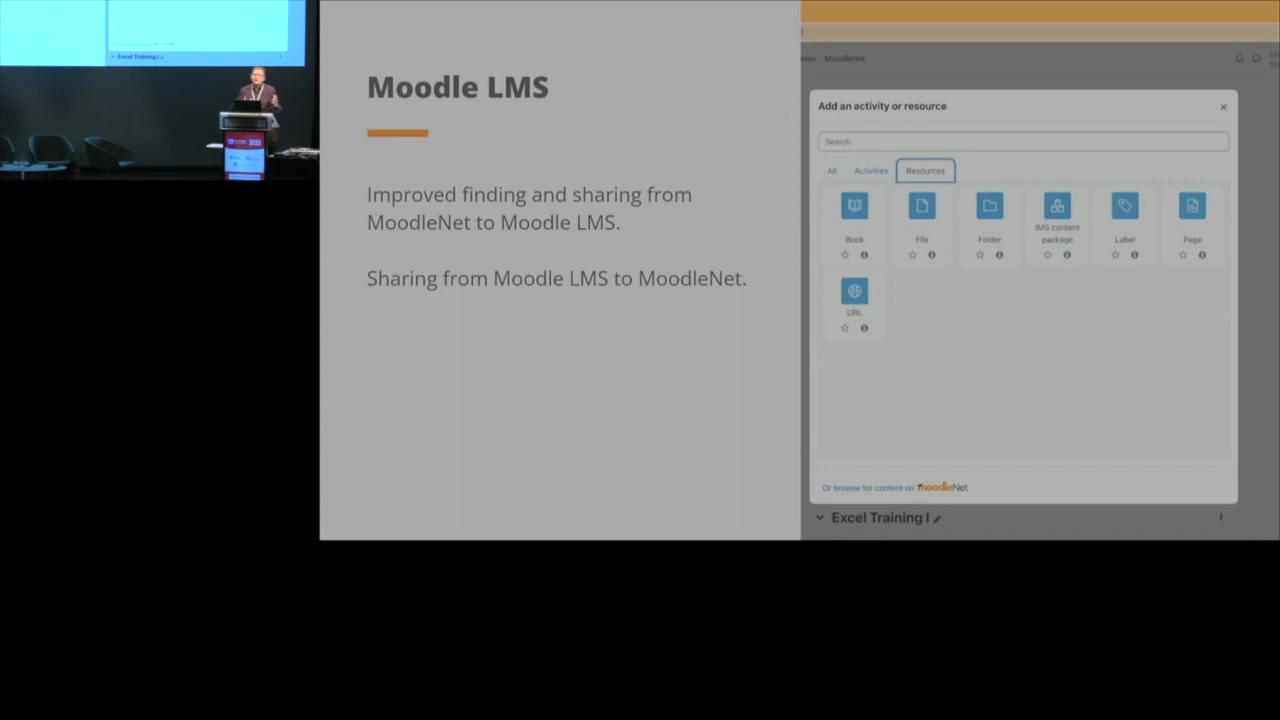 Excel Training I
Moodle LMS
Improved finding and sharing from
MoodleNet to Moodle LMS.
Sharing from Moodle LMS to MoodleNet.
MoodleNet
Add an activity or resource
Search
All
Activities
Resources
Book
File
Folder
IMS content
package
Label
Page
URL
Or browse for content on moodleNet
Excel Training I